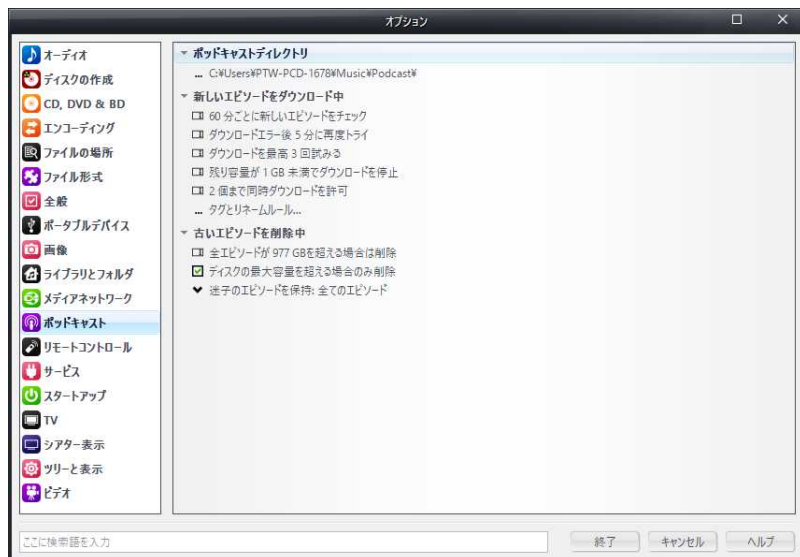 オプション
オーディオ
ディスクの作成
CD, DVD & BD
エンコーディング
ファイルの場所
ファイル形式
全般
ポータブルデバイス
画像
ライブラリとフォルダ
メディアネットワーク
ポッドキャスト
リモートコントロール
サービス
スタートアップ
TV
シアター表示
ツリーと表示
ビデオ
ポッドキャストディレクトリ
... C:¥Users¥PTW-PCD-1678¥Music¥Podcast¥
新しいエピソードをダウンロード中
60 分ごとに新しいエピソードをチェック
ダウンロードエラー後 5 分に再度トライ
ダウンロードを最高 3 回試みる
残り容量が 1 GB 未満でダウンロードを停止
2 個まで同時ダウンロードを許可
... タグとリネームルール...
古いエピソードを削除中
全エピソードが 977 GBを超える場合は削除
ディスクの最大容量を超える場合のみ削除
迷子のエピソードを保持: 全てのエピソード
ここに検索語を入力
終了
キャンセル
ヘルプ